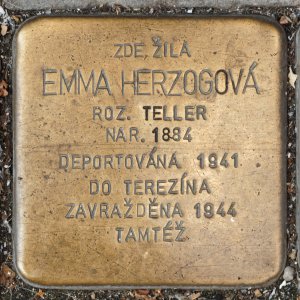 ZDE ŽILA
EMMA HERZOGOVÁ
ROZ. TELLER
NAR. 1884
DEPORTOVÁNA 1941
DO TEREZÍNA
ZAVRAŽDĚNA 1944
TAMTÉŽ